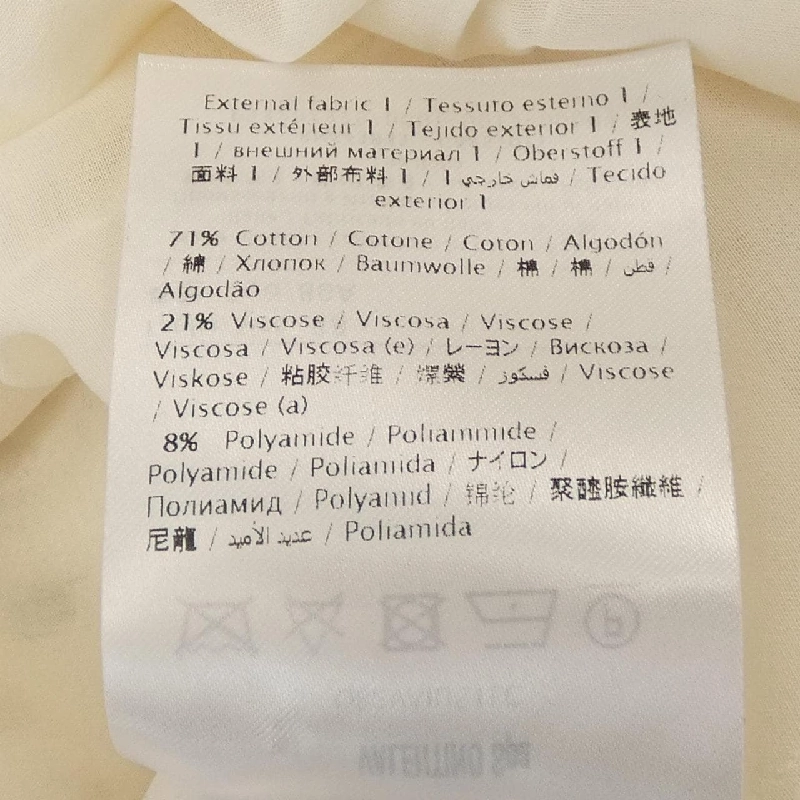 External fabric 1 / Tessuto esterno 1 /
Tissu extérieur 1 / Tejido exterior 1 / 表地
1 / внешний материал 1 / Oberstoff 1 /
面料 1 / 外部布料 1 / 1 قماش خارجي / Tecido
exterior 1
71% Cotton / Cotone / Coton / Algodón
/ 綿 / Хлопок / Baumwolle / 棉 / 棉 / قطن /
Algodão
21% Viscose / Viscosa / Viscose /
Viscosa / Viscosa (e) / レーヨン / Вискоза /
Viskose / 粘胶纤维 / 嫘縈 / فسكوز / Viscose
/ Viscose (a)
8% Polyamide / Poliammide /
Polyamide / Poliamida / ナイロン /
Полиамид / Polyamid / 锦纶 / 聚醯胺纖維 /
尼龍 / عديد الأميد / Poliamida